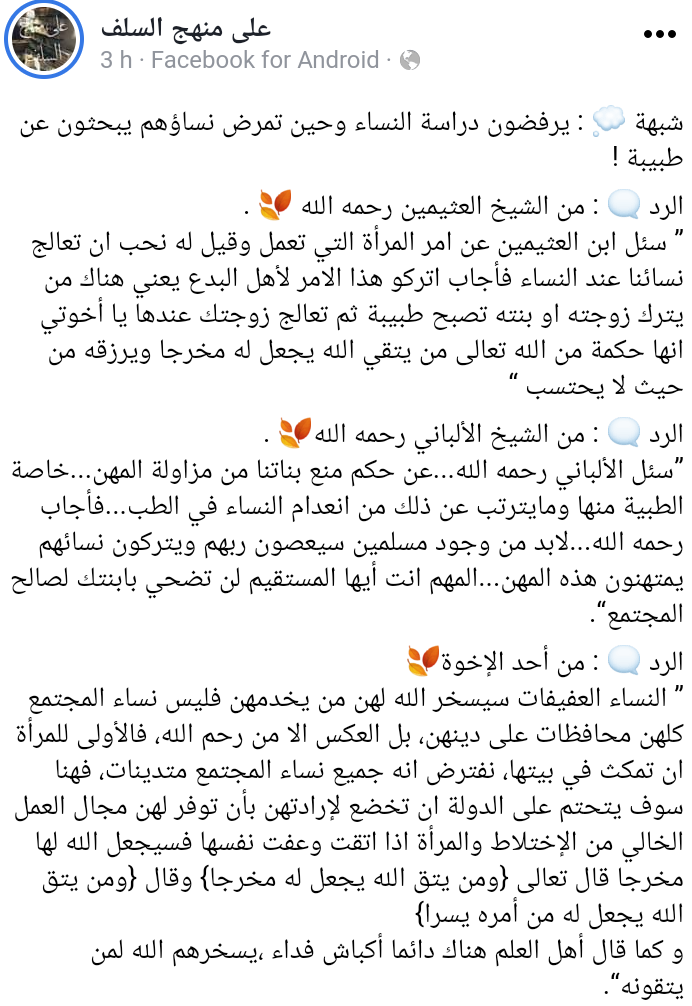 على منهج السلف
3 h · Facebook for Android ·
شبهة 💭 : يرفضون دراسة النساء وحين تمرض نساؤهم يبحثون عن
طبيبة !
الرد 🗨 : من الشيخ العثيمين رحمه الله 🍂 .
” سئل ابن العثيمين عن امر المرأة التي تعمل وقيل له نحب ان تعالج
نسائنا عند النساء فأجاب اتركو هذا الامر لأهل البدع يعني هناك من
يترك زوجته او بنته تصبح طبيبة ثم تعالج زوجتك عندها يا أخوتي
انها حكمة من الله تعالى من يتقي الله يجعل له مخرجا ويرزقه من
حيث لا يحتسب “
الرد 🗨 : من الشيخ الألباني رحمه الله🍂 .
”سئل الألباني رحمه الله...عن حكم منع بناتنا من مزاولة المهن...خاصة
الطبية منها ومايترتب عن ذلك من انعدام النساء في الطب...فأجاب
رحمه الله...لابد من وجود مسلمين سيعصون ربهم ويتركون نسائهم
يمتهنون هذه المهن...المهم انت أيها المستقيم لن تضحي بابنتك لصالح
المجتمع“.
الرد 🗨 : من أحد الإخوة🍂
” النساء العفيفات سيسخر الله لهن من يخدمهن فليس نساء المجتمع
كلهن محافظات على دينهن، بل العكس الا من رحم الله، فالأولى للمرأة
ان تمكث في بيتها، نفترض انه جميع نساء المجتمع متدينات، فهنا
سوف يتحتم على الدولة ان تخضع لإرادتهن بأن توفر لهن مجال العمل
الخالي من الإختلاط والمرأة اذا اتقت وعفت نفسها فسيجعل الله لها
مخرجا قال تعالى {ومن يتق الله يجعل له مخرجا} وقال {ومن يتق
الله يجعل له من أمره يسرا}
و كما قال أهل العلم هناك دائما أكباش فداء ،يسخرهم الله لمن
يتقونه“.